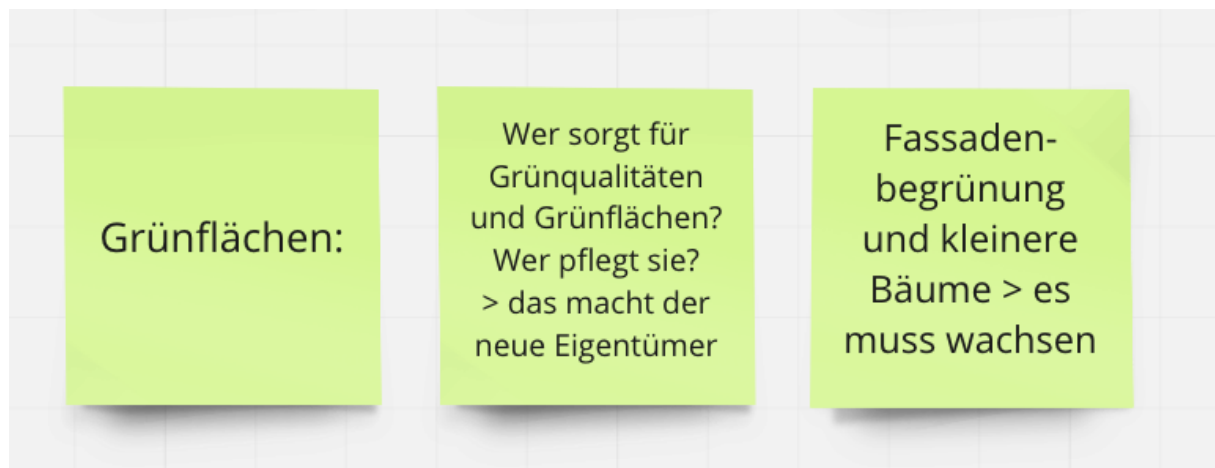 Grünflächen:
Wer sorgt für
Grünqualitäten
und Grünflächen?
Wer pflegt sie?
> das macht der
neue Eigentümer
Fassaden-
begrünung
und kleinere
Bäume > es
muss wachsen